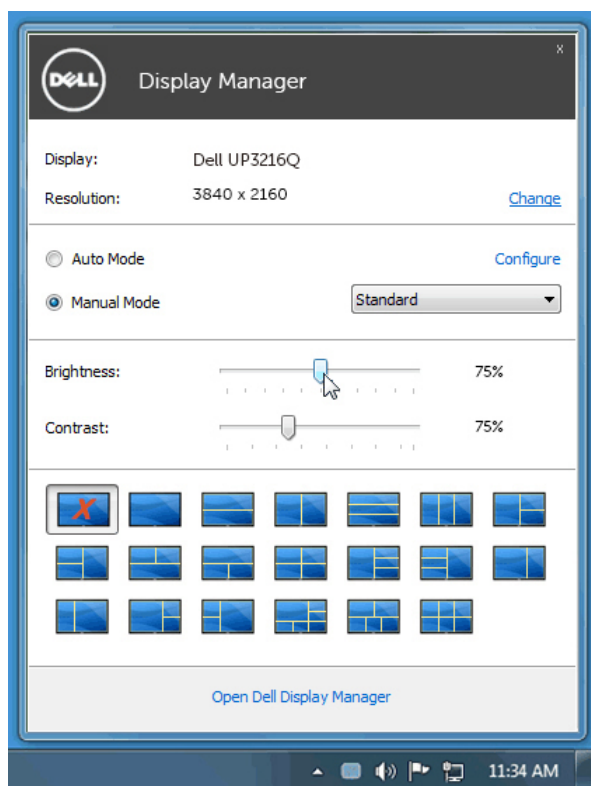 x
DELL
Display Manager
Display: Dell UP3216Q
Resolution: 3840 x 2160 Change
Auto Mode Configure
Manual Mode Standard
Brightness: 75%
Contrast: 75%
Open Dell Display Manager
11:34 AM